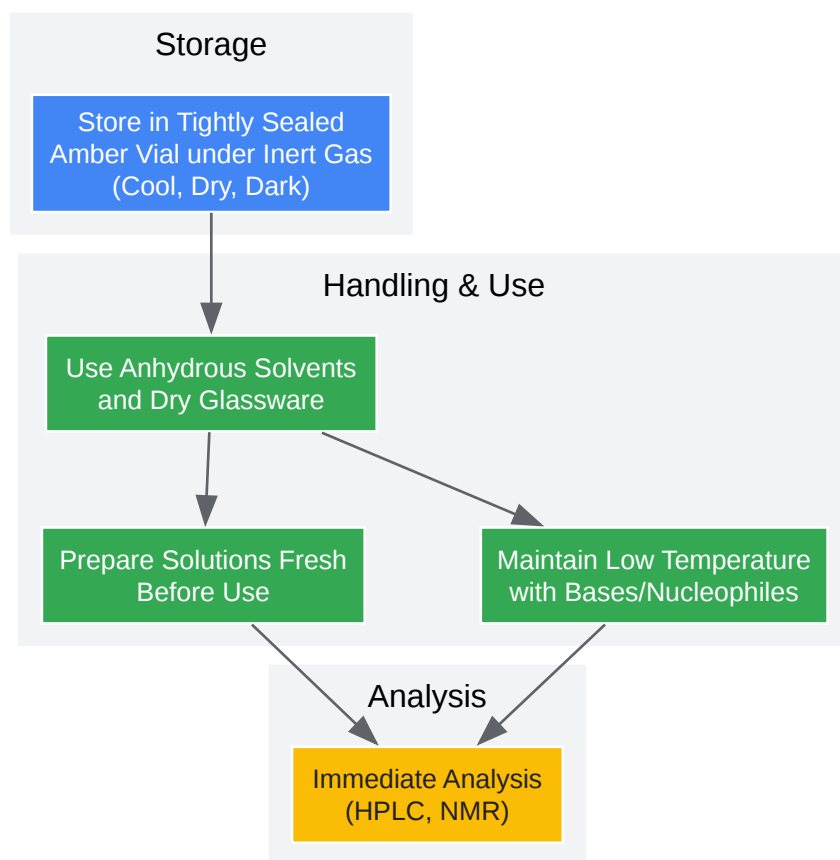 Storage
Store in Tightly Sealed
Amber Vial under Inert Gas
(Cool, Dry, Dark)
Handling & Use
Use Anhydrous Solvents
and Dry Glassware
Prepare Solutions Fresh
Before Use
Maintain Low Temperature
with Bases/Nucleophiles
Analysis
Immediate Analysis
(HPLC, NMR)